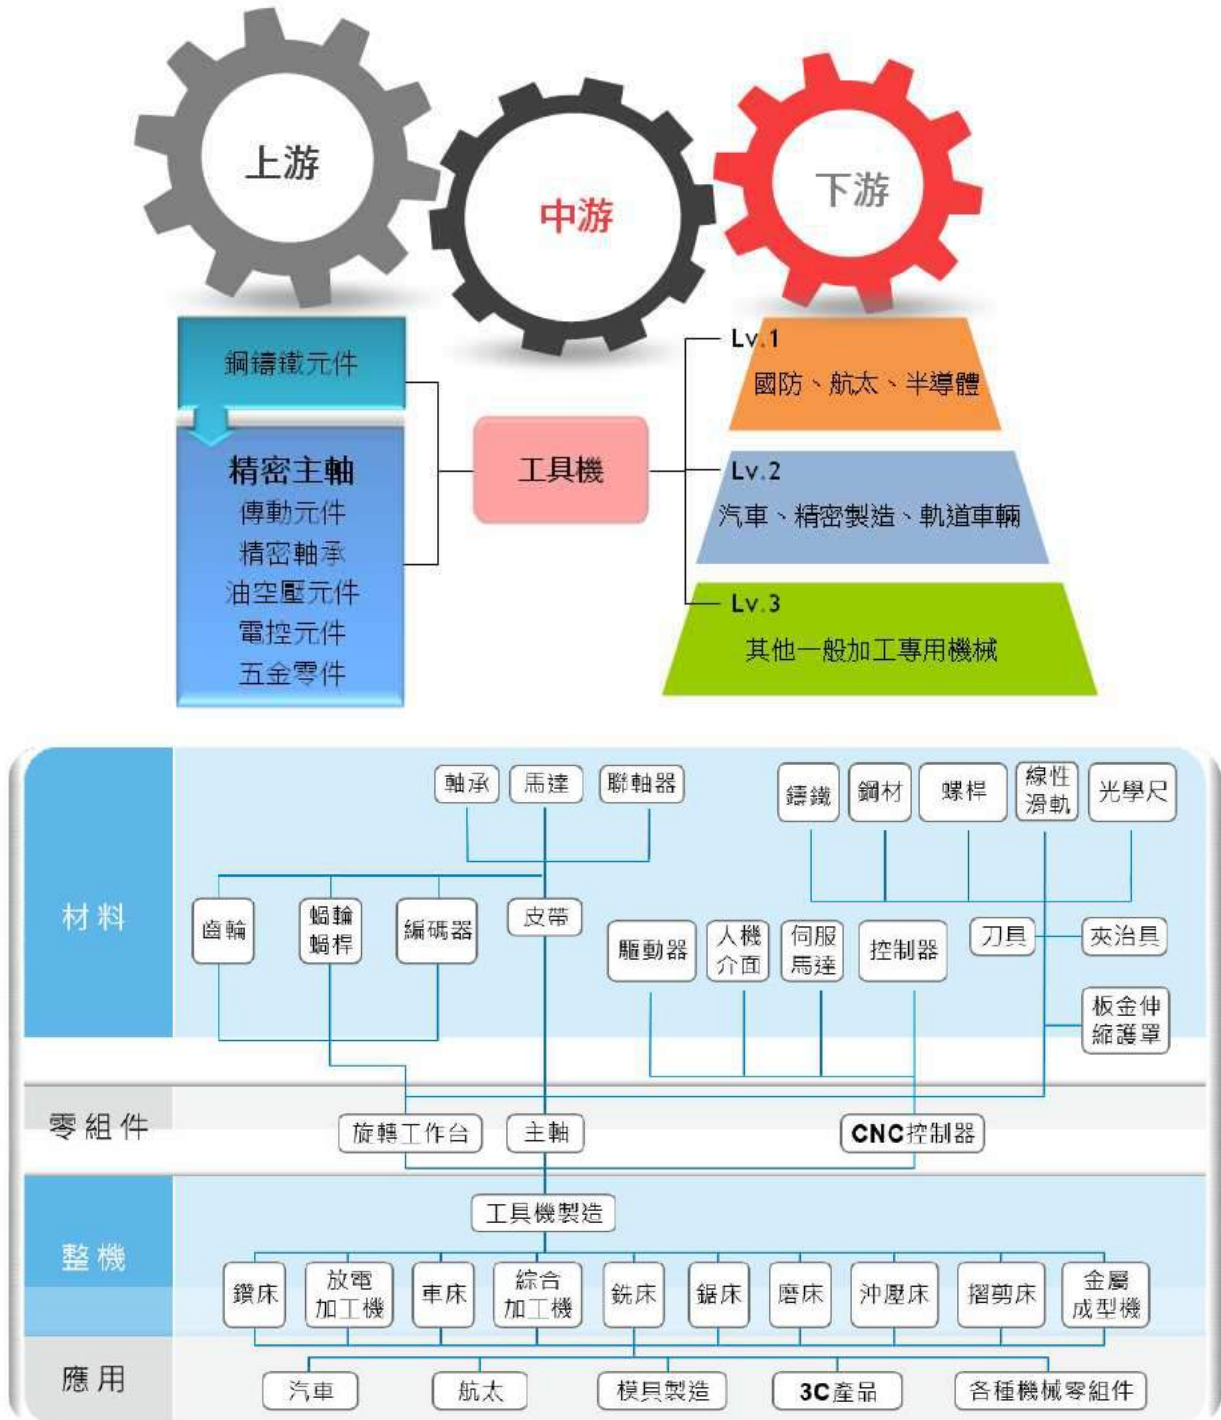 上游
中游
下游
鋼鑄鐵元件
精密主軸
傳動元件
精密軸承
油空壓元件
電控元件
五金零件
工具機
Lv.1
國防、航太、半導體
Lv.2
汽車、精密製造、軌道車輛
Lv.3
其他一般加工專用機械
材料
軸承
馬達
聯軸器
鑄鐵
鋼材
螺桿
線性
滑軌
光學尺
齒輪
蝸輪
蝸桿
編碼器
皮帶
驅動器
人機
介面
伺服
馬達
控制器
刀具
夾治具
板金伸
縮護罩
零組件
旋轉工作台
主軸
CNC控制器
整機
工具機製造
鑽床
放電
加工機
車床
綜合
加工機
銑床
鋸床
磨床
沖壓床
摺剪床
金屬
成型機
應用
汽車
航太
模具製造
3C產品
各種機械零組件